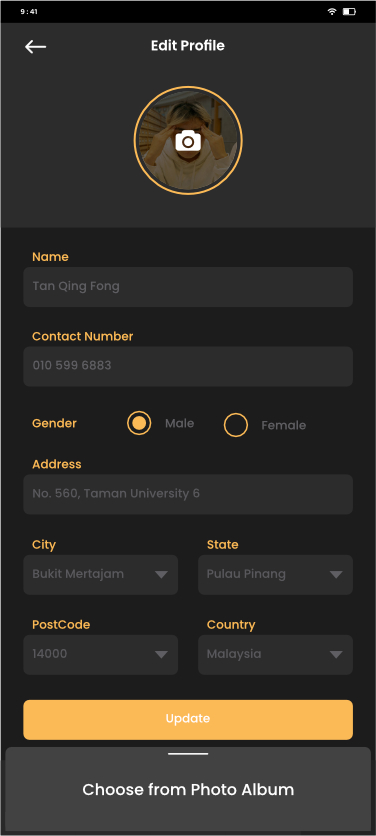 9:41
Edit Profile
Name
Tan Qing Fong
Contact Number
010 599 6883
Gender
Male
Female
Address
No. 560, Taman University 6
City
State
Bukit Mertajam
Pulau Pinang
PostCode
Country
14000
Malaysia
Update
Choose from Photo Album